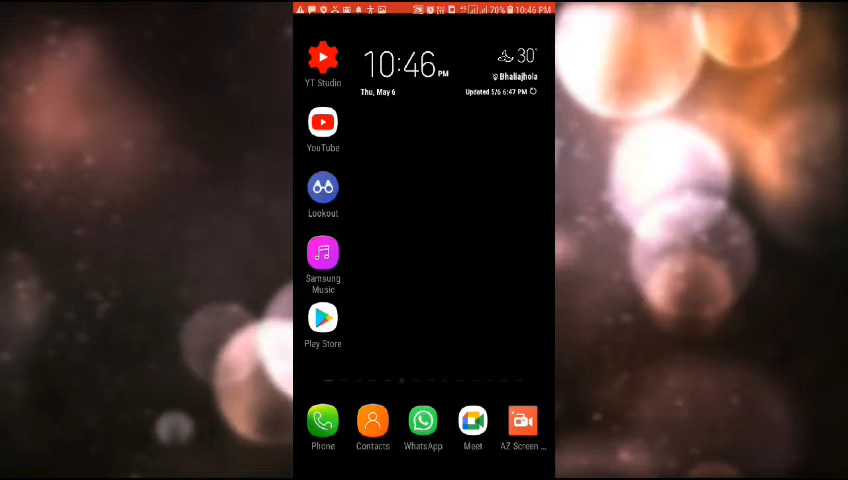 70% 10:46 PM
10:46 PM
30°
Bhaliajhola
Thu, May 6
Updated 5/6 6:47 PM
YT Studio
YouTube
Lookout
Samsung
Music
Play Store
Phone
Contacts
WhatsApp
Meet
AZ Screen ...